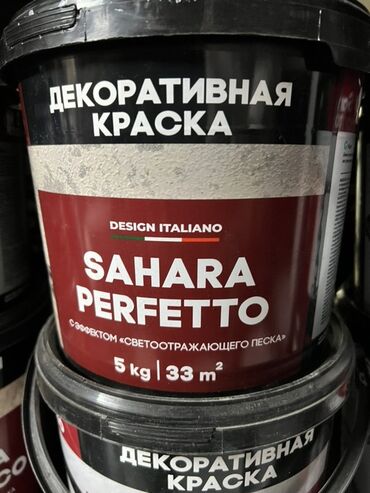 ДЕКОРАТИВНАЯ
КРАСКА
DESIGN ITALIANO
SAHARA
PERFETTO
С ЭФФЕКТОМ «СВЕТООТРАЖАЮЩЕГО ПЕСКА»
5 kg | 33 m²
ДЕКОРАТИВНАЯ
КРАСКА